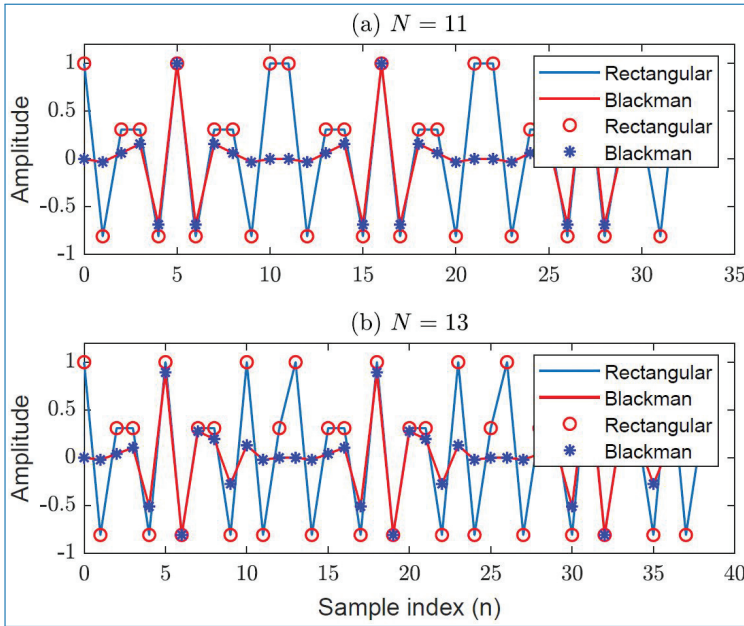 (a) N = 11
Amplitude
1
0.5
0
-0.5
-1
0 5 10 15 20 25 30 35
Rectangular
Blackman
Rectangular
Blackman
(b) N = 13
Amplitude
1
0.5
0
-0.5
-1
0 5 10 15 20 25 30 35 40
Rectangular
Blackman
Rectangular
Blackman
Sample index (n)